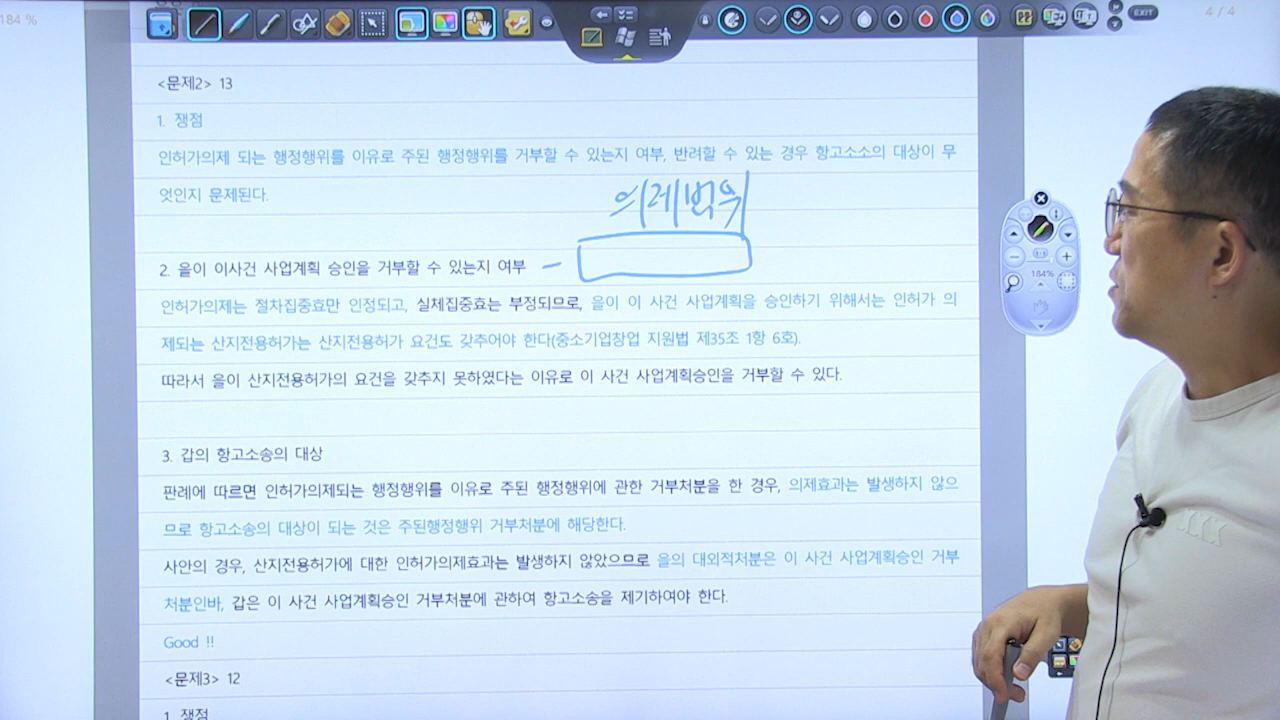 184 %
4 / 4
EXIT
<문제2> 13
1. 쟁점
인허가의제 되는 행정행위를 이유로 주된 행정행위를 거부할 수 있는지 여부, 반려할 수 있는 경우 항고소소의 대상이 무
엇인지 문제된다.
의제범위
2. 을이 이사건 사업계획 승인을 거부할 수 있는지 여부 –
인허가의제는 절차집중효만 인정되고, 실체집중효는 부정되므로, 을이 이 사건 사업계획을 승인하기 위해서는 인허가 의
제되는 산지전용허가는 산지전용허가 요건도 갖추어야 한다(중소기업창업 지원법 제35조 1항 6호).
따라서 을이 산지전용허가의 요건을 갖추지 못하였다는 이유로 이 사건 사업계획승인을 거부할 수 있다.
184%
3. 갑의 항고소송의 대상
판례에 따르면 인허가의제되는 행정행위를 이유로 주된 행정행위에 관한 거부처분을 한 경우, 의제효과는 발생하지 않으
므로 항고소송의 대상이 되는 것은 주된행정행위 거부처분에 해당한다.
사안의 경우, 산지전용허가에 대한 인허가의제효과는 발생하지 않았으므로 을의 대외적처분은 이 사건 사업계획승인 거부
처분인바, 갑은 이 사건 사업계획승인 거부처분에 관하여 항고소송을 제기하여야 한다.
Good !!
<문제3> 12
1. 쟁점